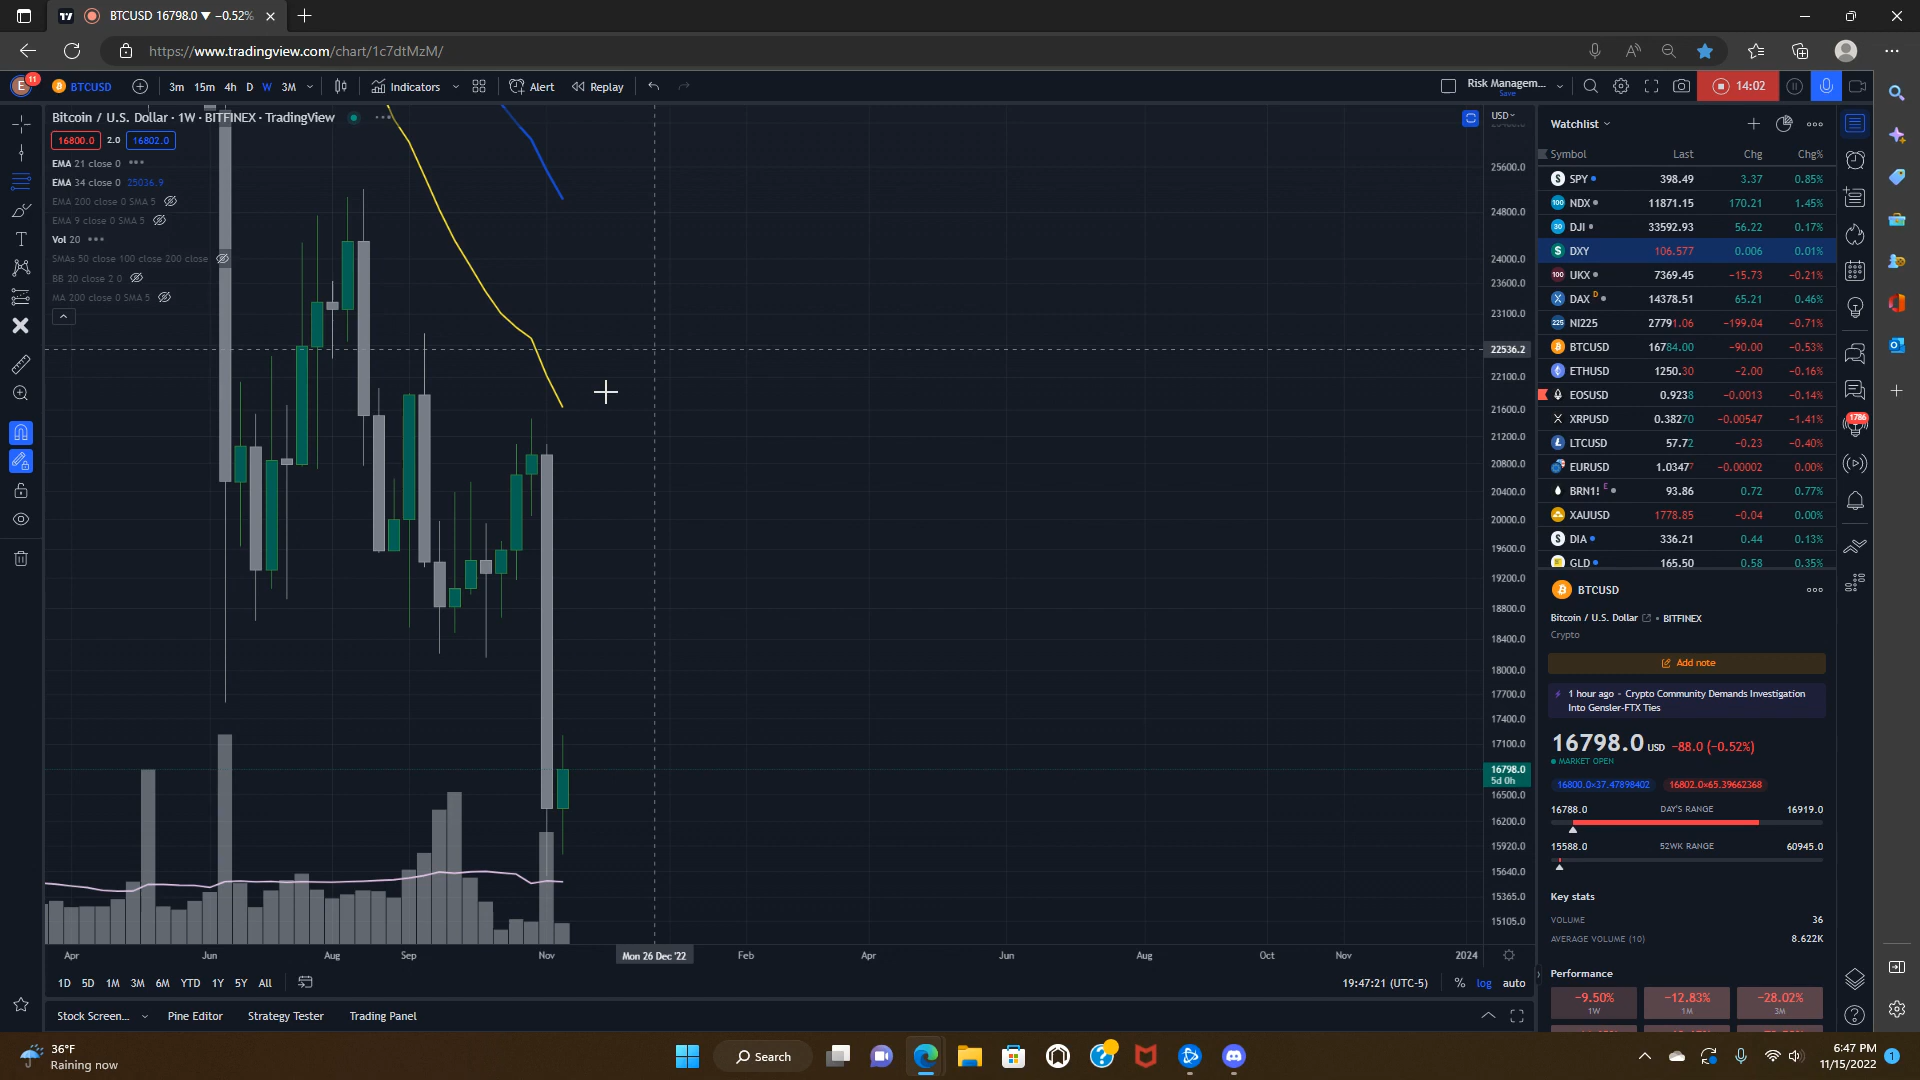 BTCUSD 16798.0 ▼ −0.52%
https://www.tradingview.com/chart/1c7dtMzM/
E 11 BTCUSD 3m 15m 4h D W 3M Indicators Alert Replay Risk Managem... Save 14:02
Bitcoin / U.S. Dollar · 1W · BITFINEX · TradingView
16800.0 2.0 16802.0
EMA 21 close 0
EMA 34 close 0 25036.9
EMA 200 close 0 SMA 5
EMA 9 close 0 SMA 5
Vol 20
SMAs 50 close 100 close 200 close
BB 20 close 2 0
MA 200 close 0 SMA 5
USD
25600.0
24800.0
24000.0
23600.0
23100.0
22536.2
22100.0
21600.0
21200.0
20800.0
20400.0
20000.0
19600.0
19200.0
18800.0
18400.0
18000.0
17700.0
17400.0
17100.0
16798.0
5d 0h
16500.0
16200.0
15920.0
15640.0
15365.0
15105.0
Apr Jun Aug Sep Nov Mon 26 Dec '22 Feb Apr Jun Aug Oct Nov 2024
1D 5D 1M 3M 6M YTD 1Y 5Y All 19:47:21 (UTC-5) % log auto
Stock Screen... Pine Editor Strategy Tester Trading Panel
Watchlist
Symbol Last Chg Chg%
SPY 398.49 3.37 0.85%
100 NDX 11871.15 170.21 1.45%
30 DJI 33592.93 56.22 0.17%
DXY 106.577 0.006 0.01%
100 UKX 7369.45 −15.73 −0.21%
DAX D 14378.51 65.21 0.46%
225 NI225 27791.06 −199.04 −0.71%
BTCUSD 16784.00 −90.00 −0.53%
ETHUSD 1250.30 −2.00 −0.16%
EOSUSD 0.9238 −0.0013 −0.14%
XRPUSD 0.38270 −0.00547 −1.41%
LTCUSD 57.72 −0.23 −0.40%
EURUSD 1.03477 −0.00002 0.00%
BRN1! E 93.86 0.72 0.77%
XAUUSD 1778.85 −0.04 0.00%
DIA 336.21 0.44 0.13%
GLD 165.50 0.58 0.35%
BTCUSD
Bitcoin / U.S. Dollar • BITFINEX
Crypto
Add note
1 hour ago · Crypto Community Demands Investigation
Into Gensler-FTX Ties
16798.0 USD −88.0 (−0.52%)
MARKET OPEN
16800.0×37.47898402 16802.0×65.39662368
16788.0 DAY'S RANGE 16919.0
15588.0 52WK RANGE 60945.0
Key stats
VOLUME 36
AVERAGE VOLUME (10) 8.622K
Performance
−9.50% −12.83% −28.02%
1W 1M 3M
1786
36°F
Raining now
Search
6:47 PM
11/15/2022
1